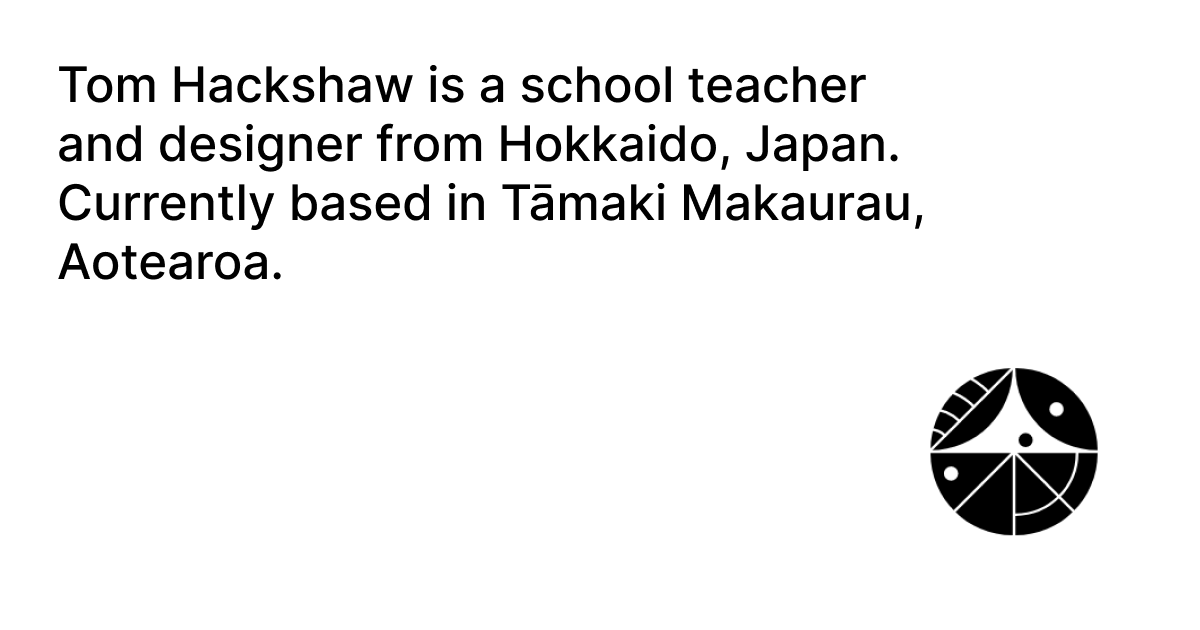 Tom Hackshaw is a school teacher
and designer from Hokkaido, Japan.
Currently based in Tāmaki Makaurau,
Aotearoa.